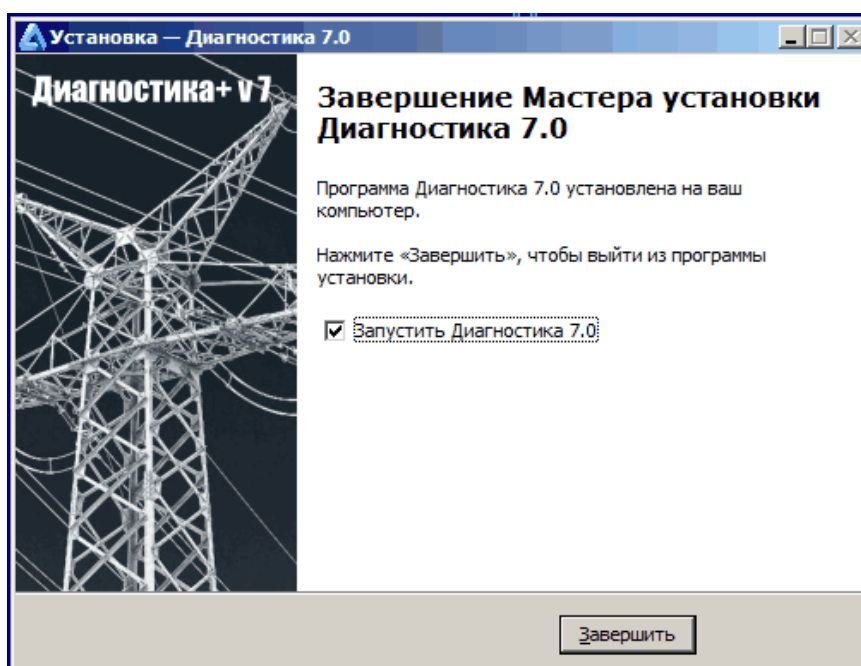 Установка — Диагностика 7.0
Диагностика+ v 7
Завершение Мастера установки
Диагностика 7.0
Программа Диагностика 7.0 установлена на ваш
компьютер.
Нажмите «Завершить», чтобы выйти из программы
установки.
Запустить Диагностика 7.0
Завершить